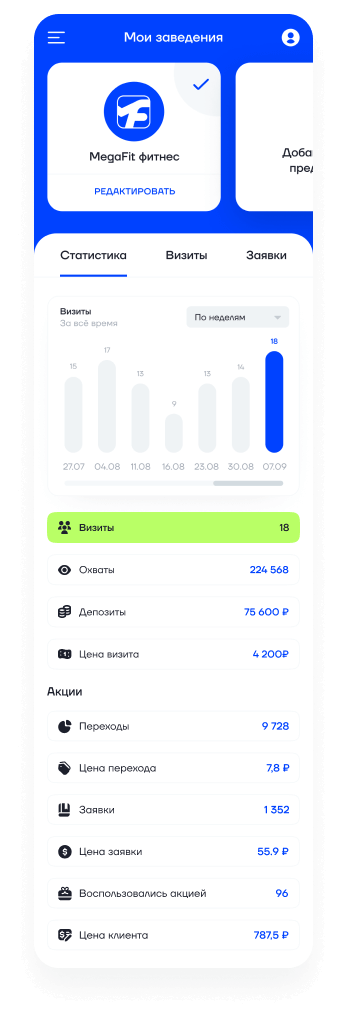 Мои заведения
MegaFit фитнес
РЕДАКТИРОВАТЬ
Статистика
Визиты
Заявки
Визиты
За всё время
По неделям
15
17
13
9
13
14
18
27.07 04.08 11.08 16.08 23.08 30.08 07.09
Визиты 18
Охваты 224 568
Депозиты 75 600 ₽
Цена визита 4 200₽
Акции
Переходы 9 728
Цена перехода 7,8 ₽
Заявки 1 352
Цена заявки 55.9 ₽
Воспользовались акцией 96
Цена клиента 787,5 ₽